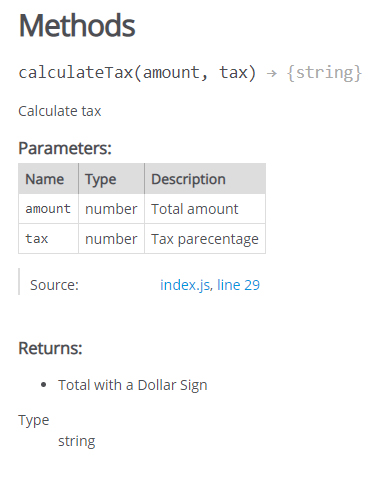 Methods
calculateTax(amount, tax) → {string}
Calculate tax
Parameters:
Name Type Description
amount number Total amount
tax number Tax parecentage
Source: index.js, line 29
Returns:
• Total with a Dollar Sign
Type
string